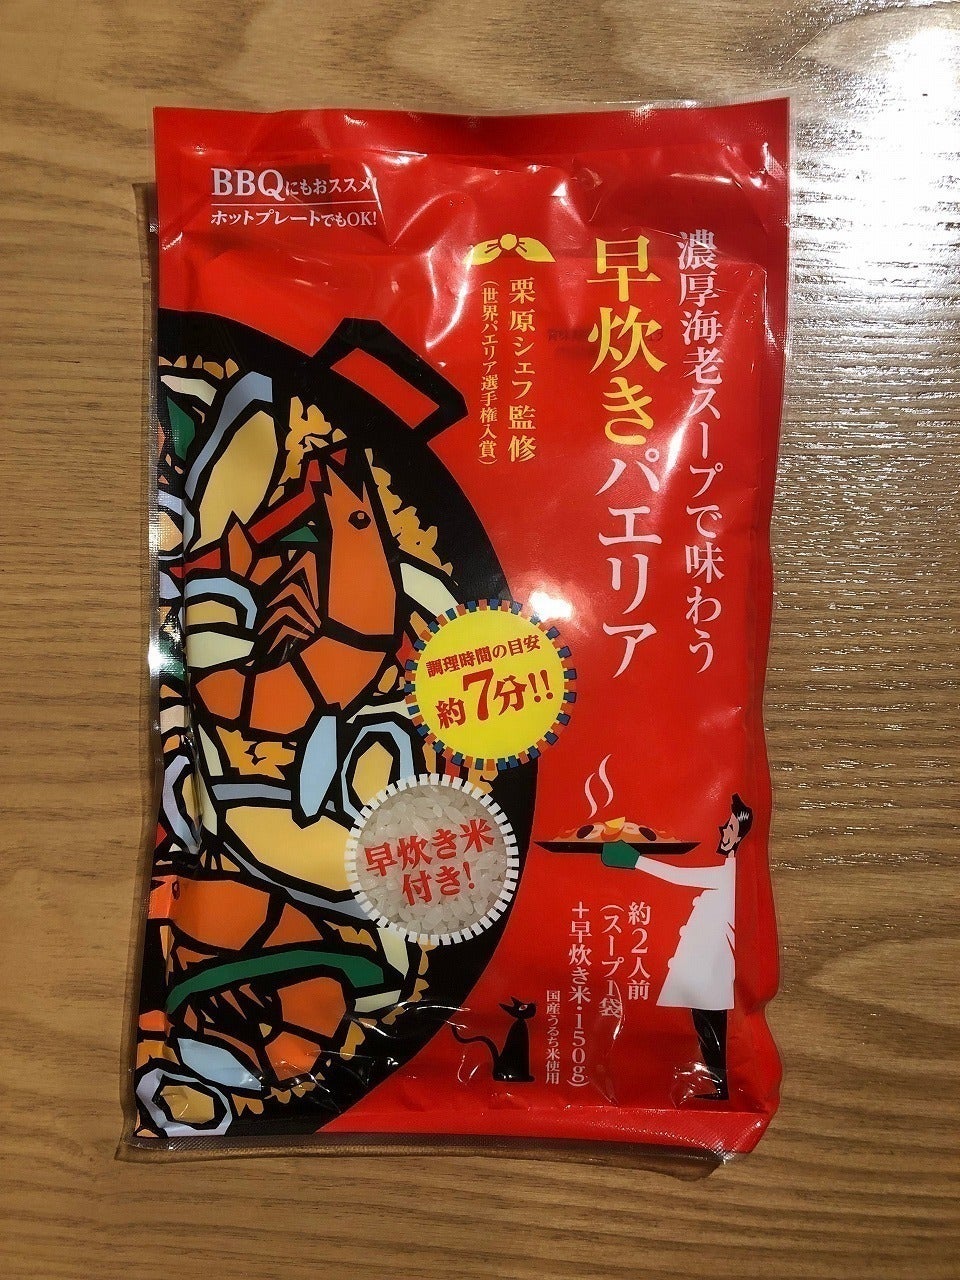 BBQにもおススメ!
ホットプレートでもOK!
濃厚海老スープで味わう
早炊きパエリア
栗原シェフ監修
(世界パエリア選手権入賞)
調理時間の目安
約7分!!
早炊き米
付き!
約2人前
(スープ1袋
+早炊き米・150g)
国産うるち米使用